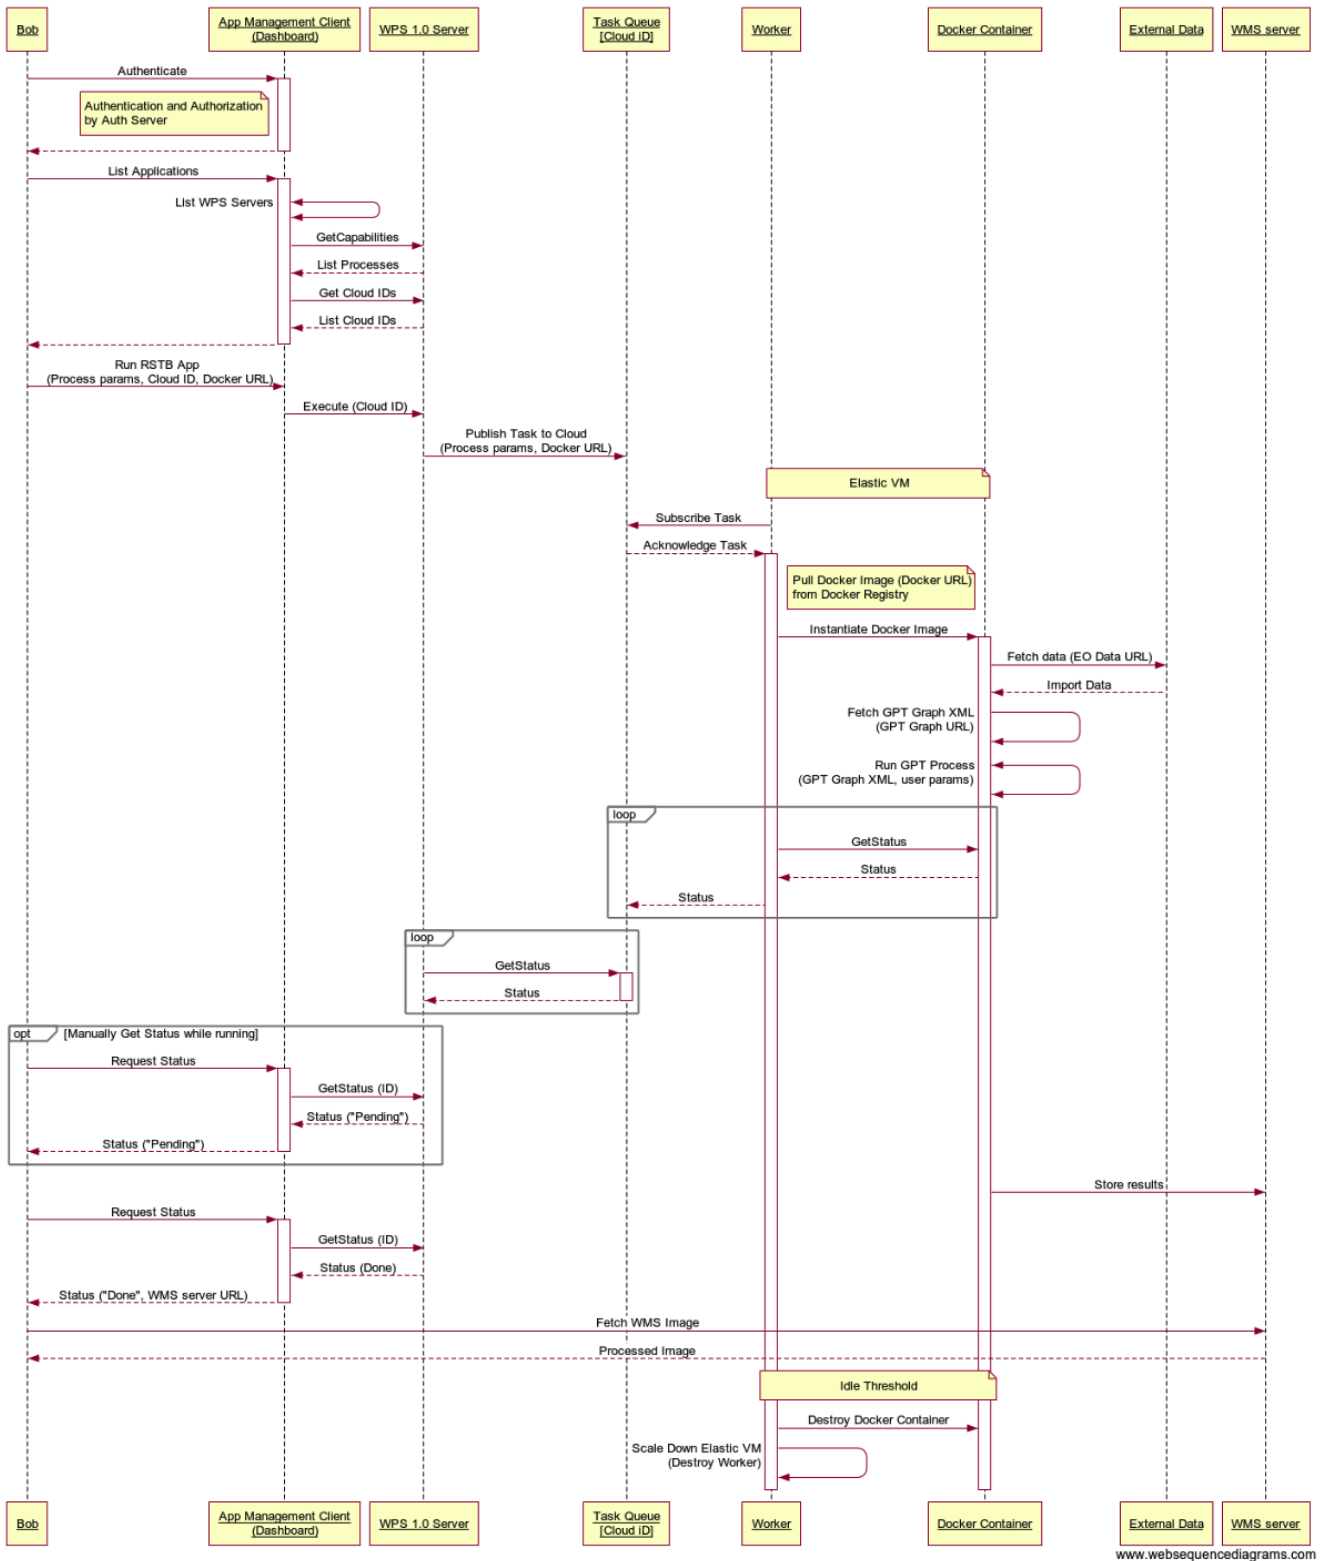 Bob
App Management Client
(Dashboard)
WPS 1.0 Server
Task Queue
[Cloud iD]
Worker
Docker Container
External Data
WMS server
Authenticate
Authentication and Authorization
by Auth Server
List Applications
List WPS Servers
GetCapabilities
List Processes
Get Cloud IDs
List Cloud IDs
Run RSTB App
(Process params, Cloud ID, Docker URL)
Execute (Cloud ID)
Publish Task to Cloud
(Process params, Docker URL)
Elastic VM
Subscribe Task
Acknowledge Task
Pull Docker Image (Docker URL)
from Docker Registry
Instantiate Docker Image
Fetch data (EO Data URL)
Import Data
Fetch GPT Graph XML
(GPT Graph URL)
Run GPT Process
(GPT Graph XML, user params)
loop
GetStatus
Status
Status
loop
GetStatus
Status
opt
[Manually Get Status while running]
Request Status
GetStatus (ID)
Status ("Pending")
Status ("Pending")
Store results
Request Status
GetStatus (ID)
Status (Done)
Status ("Done", WMS server URL)
Fetch WMS Image
Processed Image
Idle Threshold
Destroy Docker Container
Scale Down Elastic VM
(Destroy Worker)
Bob
App Management Client
(Dashboard)
WPS 1.0 Server
Task Queue
[Cloud iD]
Worker
Docker Container
External Data
WMS server
www.websequencediagrams.com